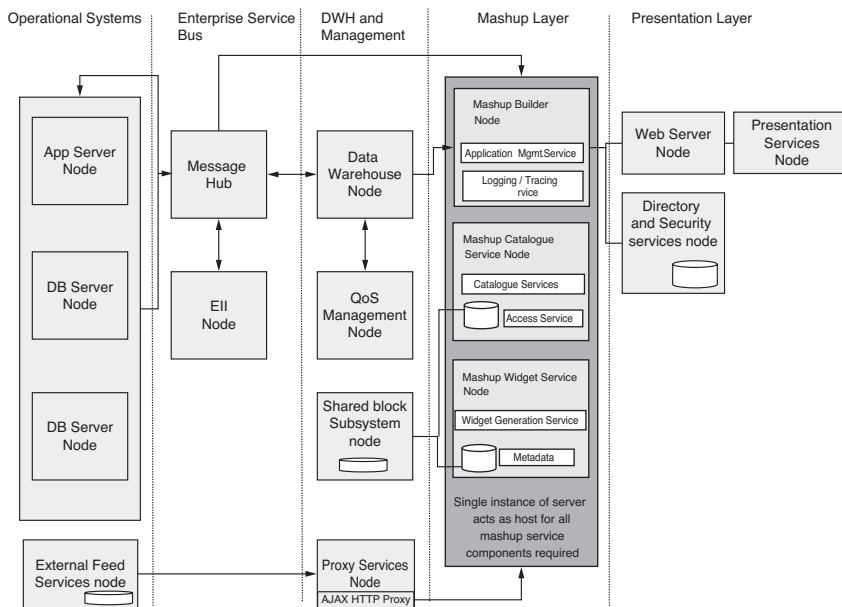 Operational Systems
Enterprise Service
Bus
DWH and
Management
Mashup Layer
Presentation Layer
App Server
Node
DB Server
Node
DB Server
Node
External Feed
Services node
Message
Hub
EII
Node
Data
Warehouse
Node
QoS
Management
Node
Shared block
Subsystem
node
Proxy Services
Node
AJAX HTTP Proxy
Mashup Builder
Node
Application MgmtService
Logging / Tracing
rvice
Mashup Catalogue
Service Node
Catalogue Services
Access Service
Mashup Widget Service
Node
Widget Generation Service
Metadata
Single instance of server
acts as host for all
mashup service
components required
Web Server
Node
Presentation
Services
Node
Directory
and Security
services node